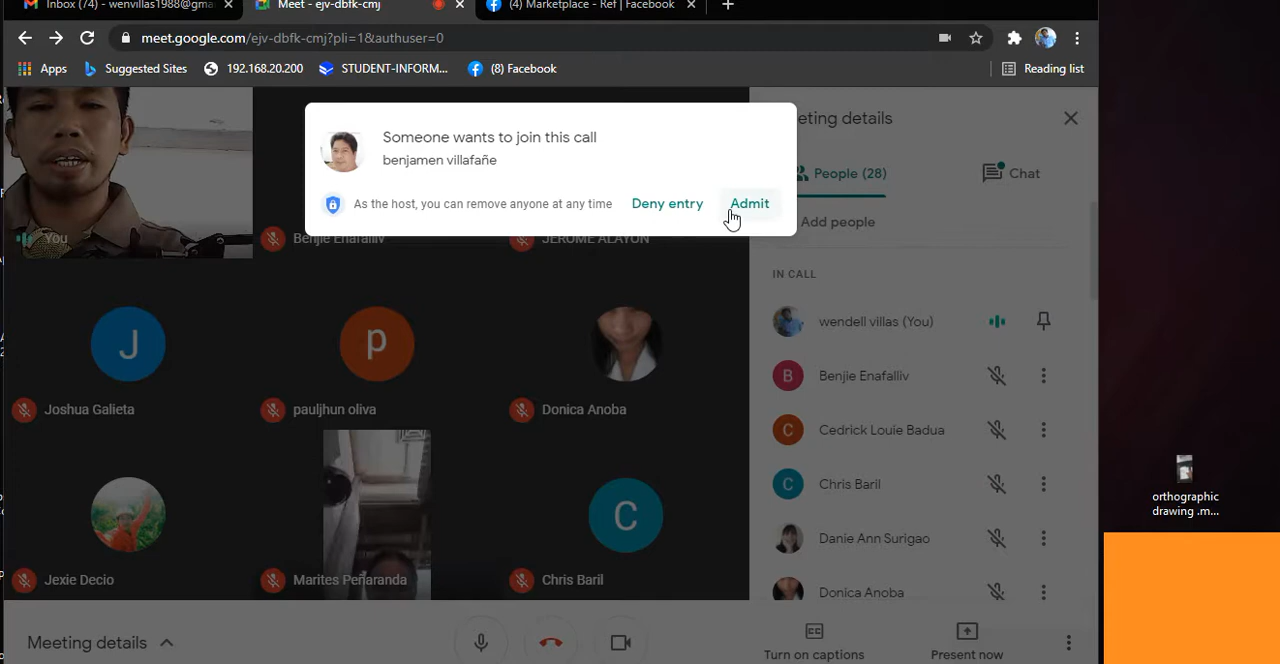 Inbox (74) - wenvillas1988@gma
Meet - ejv-dbfk-cmj
(4) Marketplace - Ref | Facebook
meet.google.com/ejv-dbfk-cmj?pli=1&authuser=0
Apps
Suggested Sites
192.168.20.200
STUDENT-INFORM...
(8) Facebook
Reading list
Someone wants to join this call
benjamen villafañe
As the host, you can remove anyone at any time
Deny entry
Admit
eting details
People (28)
Chat
Add people
IN CALL
You
Benjie Enafalliv
JEROME ALAYON
wendell villas (You)
B
Benjie Enafalliv
J
Joshua Galieta
p
pauljhun oliva
Donica Anoba
C
Cedrick Louie Badua
C
Chris Baril
Jexie Decio
Marites Peñaranda
C
Chris Baril
Danie Ann Surigao
Donica Anoba
orthographic
drawing .m...
Meeting details
Turn on captions
Present now